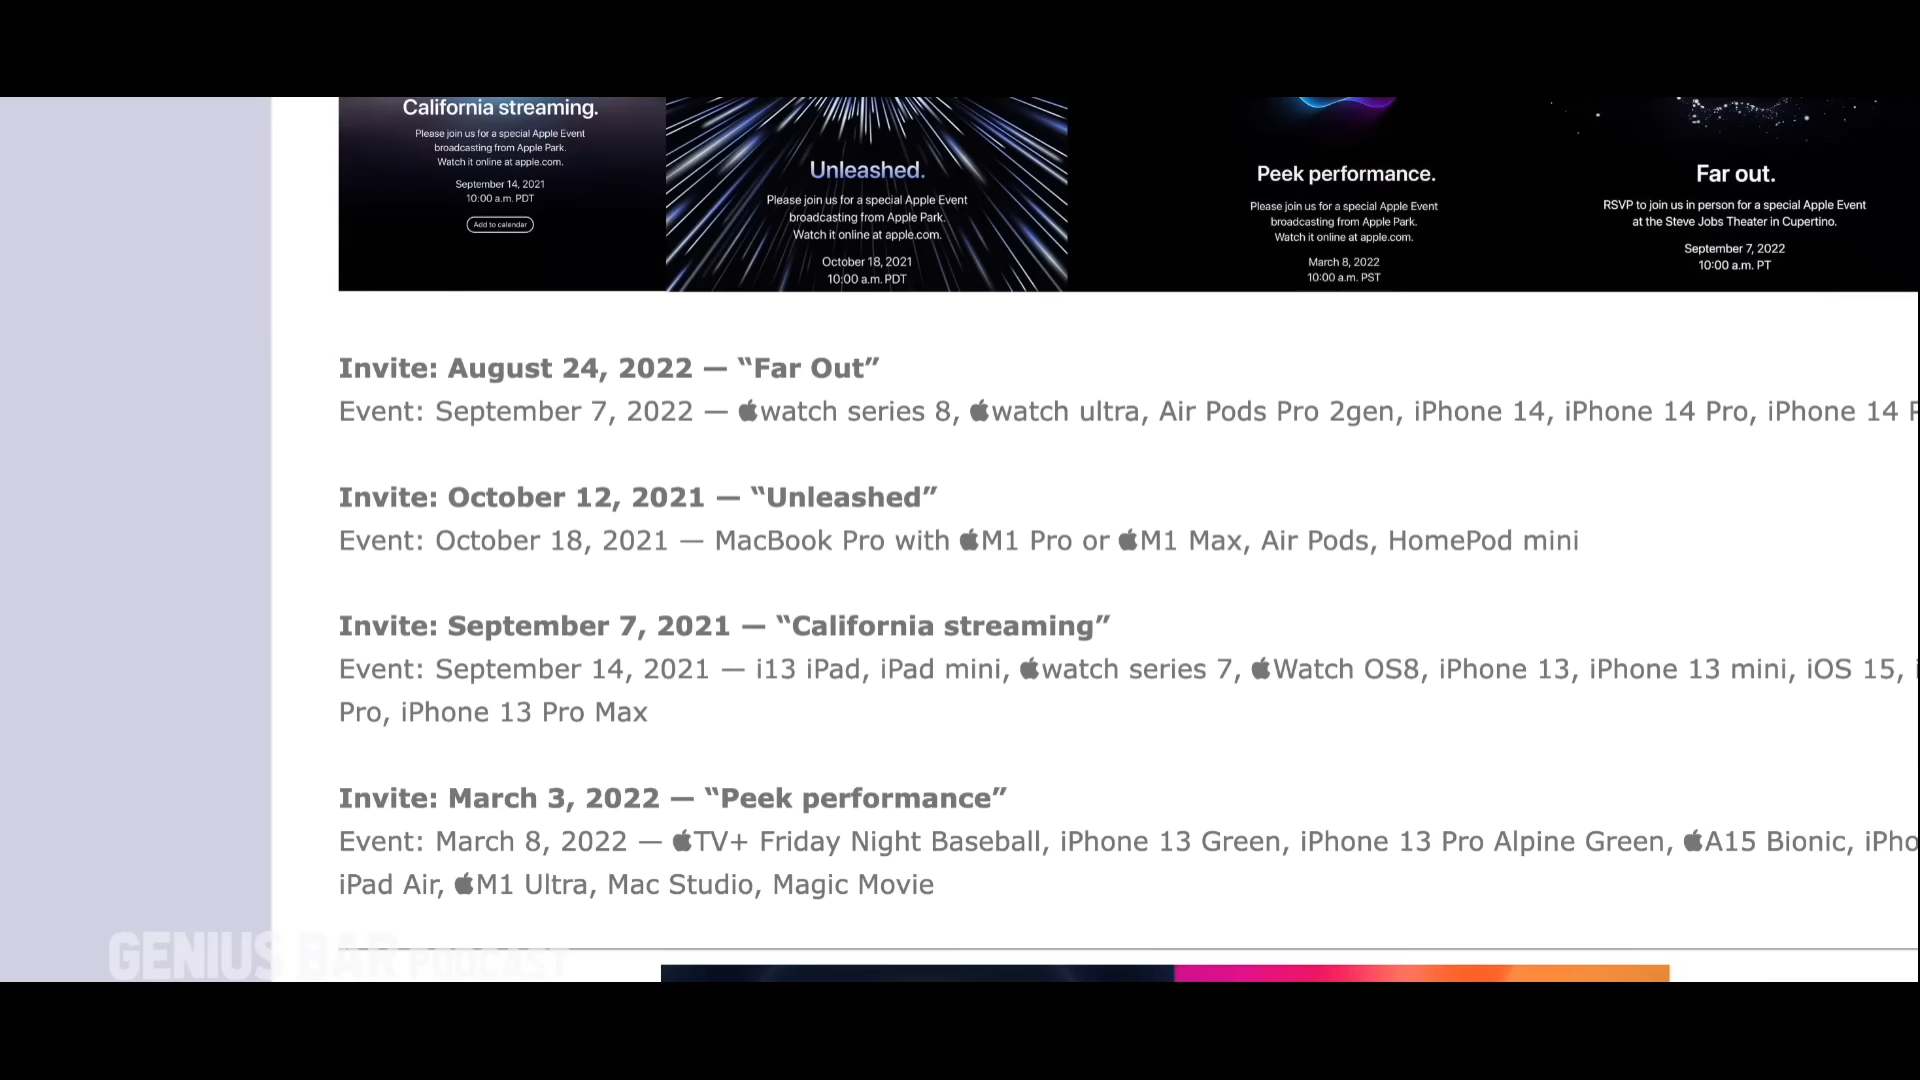 California streaming.
Please join us for a special Apple Event
broadcasting from Apple Park.
Watch it online at apple.com.
September 14, 2021
10:00 a.m. PDT
Add to calendar
Unleashed.
Please join us for a special Apple Event
broadcasting from Apple Park.
Watch it online at apple.com.
October 18, 2021
10:00 a.m. PDT
Peek performance.
Please join us for a special Apple Event
broadcasting from Apple Park.
Watch it online at apple.com.
March 8, 2022
10:00 a.m. PST
Far out.
RSVP to join us in person for a special Apple Event
at the Steve Jobs Theater in Cupertino.
September 7, 2022
10:00 a.m. PT
Invite: August 24, 2022 — “Far Out”
Event: September 7, 2022 — watch series 8, watch ultra, Air Pods Pro 2gen, iPhone 14, iPhone 14 Pro, iPhone 14
Invite: October 12, 2021 — “Unleashed”
Event: October 18, 2021 — MacBook Pro with M1 Pro or M1 Max, Air Pods, HomePod mini
Invite: September 7, 2021 — “California streaming”
Event: September 14, 2021 — i13 iPad, iPad mini, watch series 7, Watch OS8, iPhone 13, iPhone 13 mini, iOS 15,
Pro, iPhone 13 Pro Max
Invite: March 3, 2022 — “Peek performance”
Event: March 8, 2022 — TV+ Friday Night Baseball, iPhone 13 Green, iPhone 13 Pro Alpine Green, A15 Bionic, iPho
iPad Air, M1 Ultra, Mac Studio, Magic Movie
GENIUS BAR PODCAST